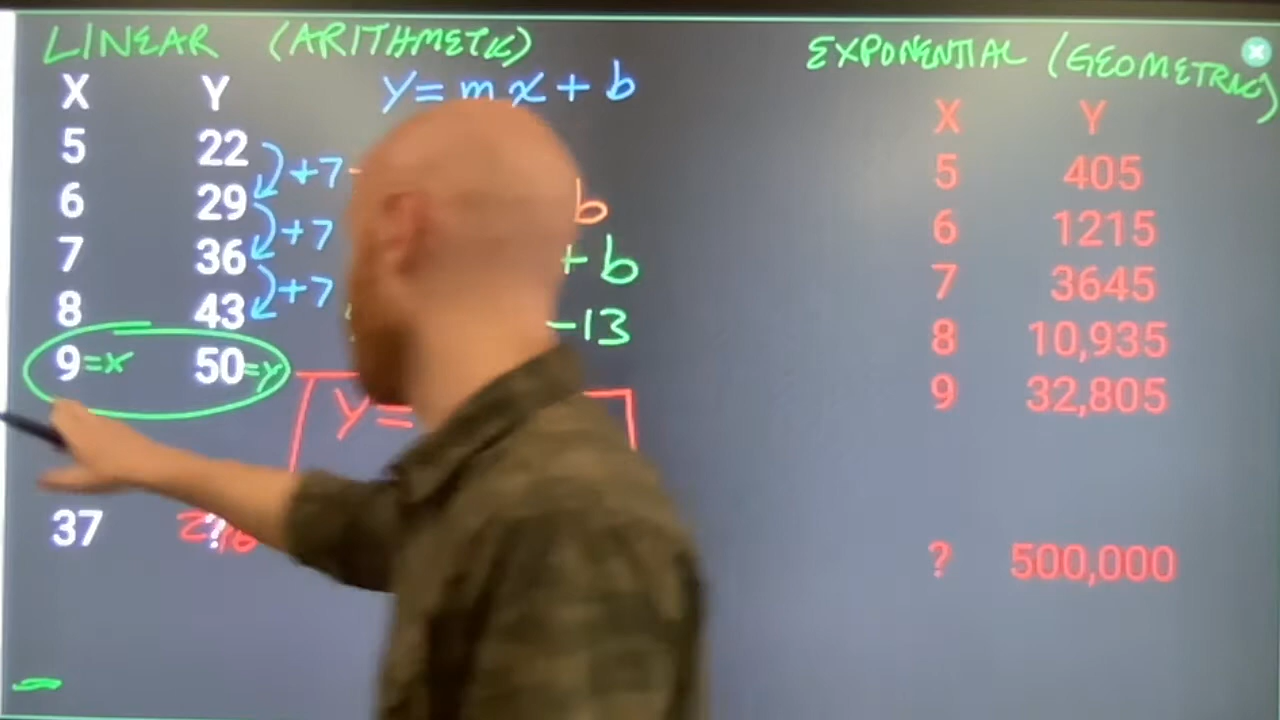 LINEAR (ARITHMETIC)
X Y
Y = mx + b
5 22
+7
6 29
+7
b
7 36
+7
+ b
8 43
-13
9 =x 50 =y
Y =
37 ?
EXPONENTIAL (GEOMETRIC)
X Y
5 405
6 1215
7 3645
8 10,935
9 32,805
? 500,000